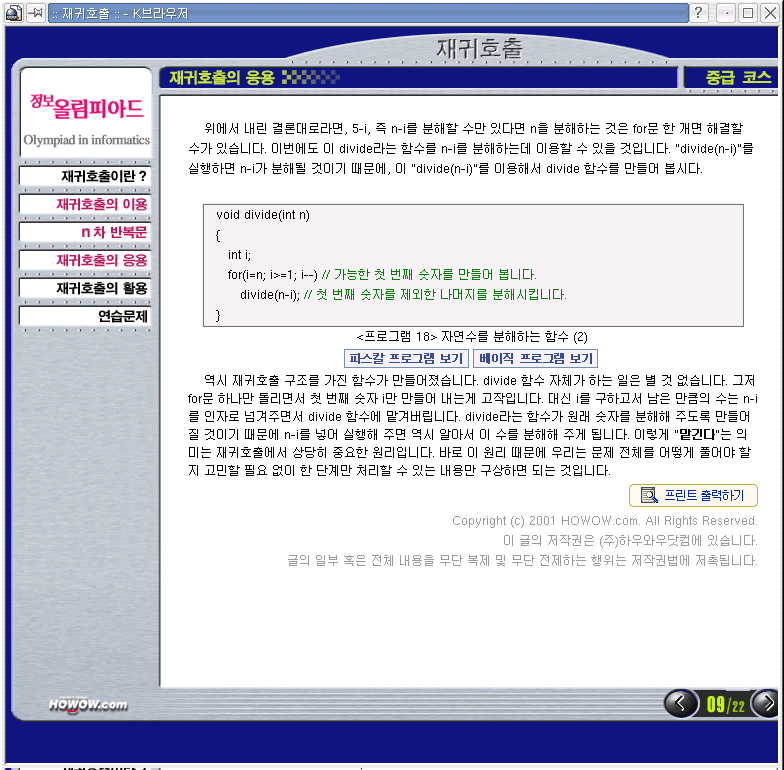 :: 재귀호출 :: - K브라우저
재귀호출
재귀호출의 응용
중급 코스
정보올림피아드
Olympiad in informatics
재귀호출이란 ?
재귀호출의 이용
n 차 반복문
재귀호출의 응용
재귀호출의 활용
연습문제
위에서 내린 결론대로라면, 5-i, 즉 n-i를 분해할 수만 있다면 n을 분해하는 것은 for문 한 개면 해결할
수가 있습니다. 이번에도 이 divide라는 함수를 n-i를 분해하는데 이용할 수 있을 것입니다. "divide(n-i)"를
실행하면 n-i가 분해될 것이기 때문에, 이 "divide(n-i)"를 이용해서 divide 함수를 만들어 봅시다.
void divide(int n)
{
int i;
for(i=n; i>=1; i--) // 가능한 첫 번째 숫자를 만들어 봅니다.
divide(n-i); // 첫 번째 숫자를 제외한 나머지를 분해시킵니다.
}
<프로그램 18> 자연수를 분해하는 함수 (2)
파스칼 프로그램 보기 베이직 프로그램 보기
역시 재귀호출 구조를 가진 함수가 만들어졌습니다. divide 함수 자체가 하는 일은 별 것 없습니다. 그저
for문 하나만 돌리면서 첫 번째 숫자 i만 만들어 내는게 고작입니다. 대신 i를 구하고서 남은 만큼의 수는 n-i
를 인자로 넘겨주면서 divide 함수에 맡겨버립니다. divide라는 함수가 원래 숫자를 분해해 주도록 만들어
질 것이기 때문에 n-i를 넣어 실행해 주면 역시 알아서 이 수를 분해해 주게 됩니다. 이렇게 "맡긴다"는 의
미는 재귀호출에서 상당히 중요한 원리입니다. 바로 이 원리 때문에 우리는 문제 전체를 어떻게 풀어야 할
지 고민할 필요 없이 한 단계만 처리할 수 있는 내용만 구상하면 되는 것입니다.
프린트 출력하기
Copyright (c) 2001 HOWOW.com. All Rights Reserved.
이 글의 저작권은 (주)하우와우닷컴에 있습니다.
글의 일부 혹은 전체 내용을 무단 복제 및 무단 전제하는 행위는 저작권법에 저촉됩니다.
HOWOW.com
09/22